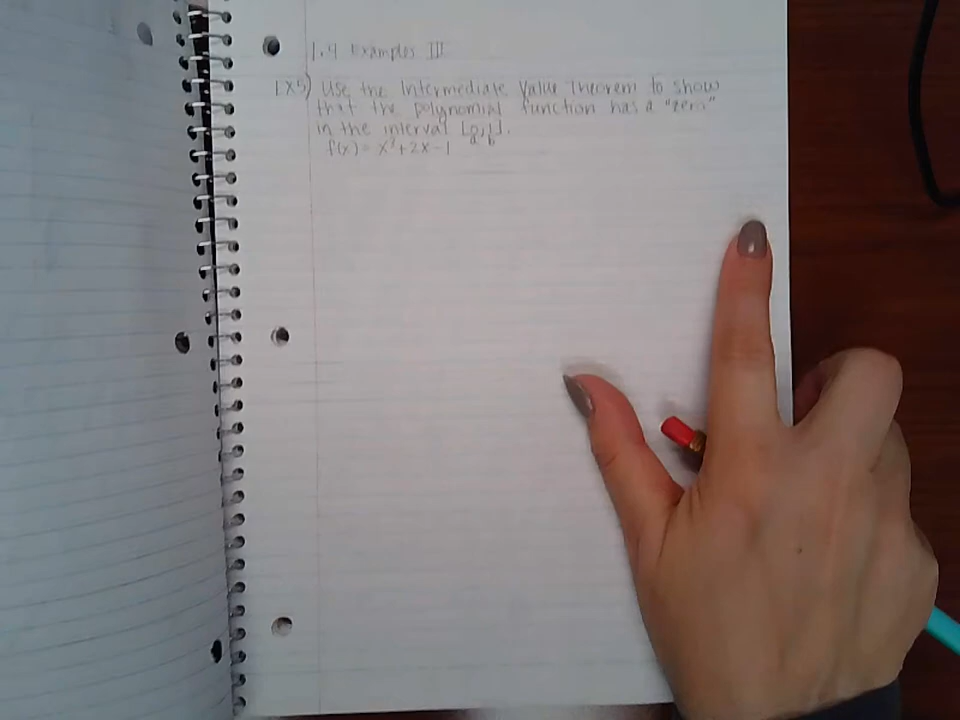 1.4 Examples III
EX5) Use the Intermediate Value Theorem to show
that the polynomial function has a "zero"
in the interval [0,1].
a b
f(x) = x³+2x-1